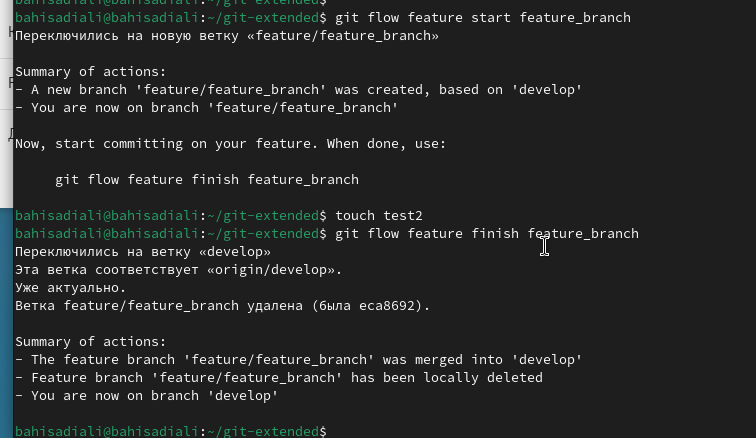 bahisadiali@bahisadiali:~/git-extended$
bahisadiali@bahisadiali:~/git-extended$ git flow feature start feature_branch
Переключились на новую ветку «feature/feature_branch»
Summary of actions:
- A new branch 'feature/feature_branch' was created, based on 'develop'
- You are now on branch 'feature/feature_branch'
Now, start committing on your feature. When done, use:
git flow feature finish feature_branch
bahisadiali@bahisadiali:~/git-extended$ touch test2
bahisadiali@bahisadiali:~/git-extended$ git flow feature finish feature_branch
Переключились на ветку «develop»
Эта ветка соответствует «origin/develop».
Уже актуально.
Ветка feature/feature_branch удалена (была eca8692).
Summary of actions:
- The feature branch 'feature/feature_branch' was merged into 'develop'
- Feature branch 'feature/feature_branch' has been locally deleted
- You are now on branch 'develop'
bahisadiali@bahisadiali:~/git-extended$